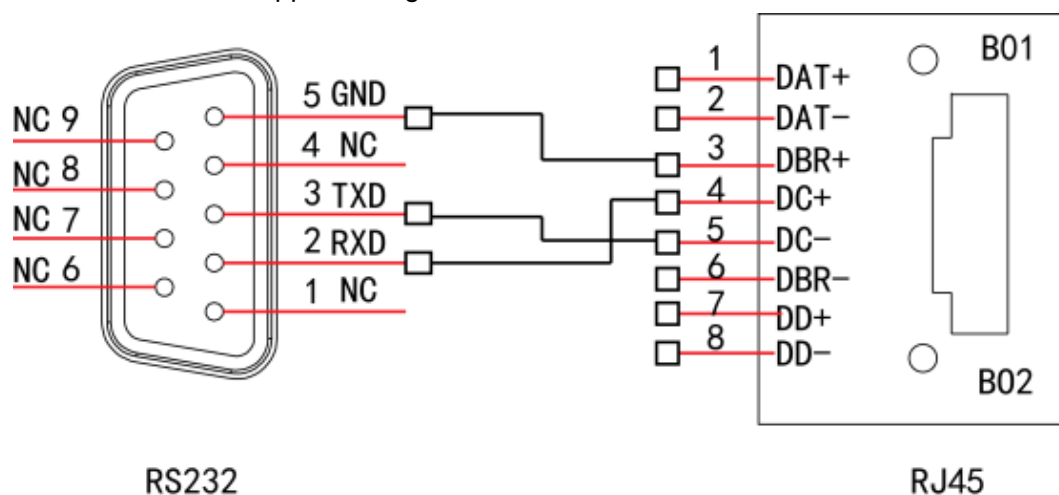 NC 9
NC 8
NC 7
NC 6
5 GND
4 NC
3 TXD
2 RXD
1 NC
1 DAT+
2 DAT-
3 DBR+
4 DC+
5 DC-
6 DBR-
7 DD+
8 DD-
B01
B02
RS232
RJ45